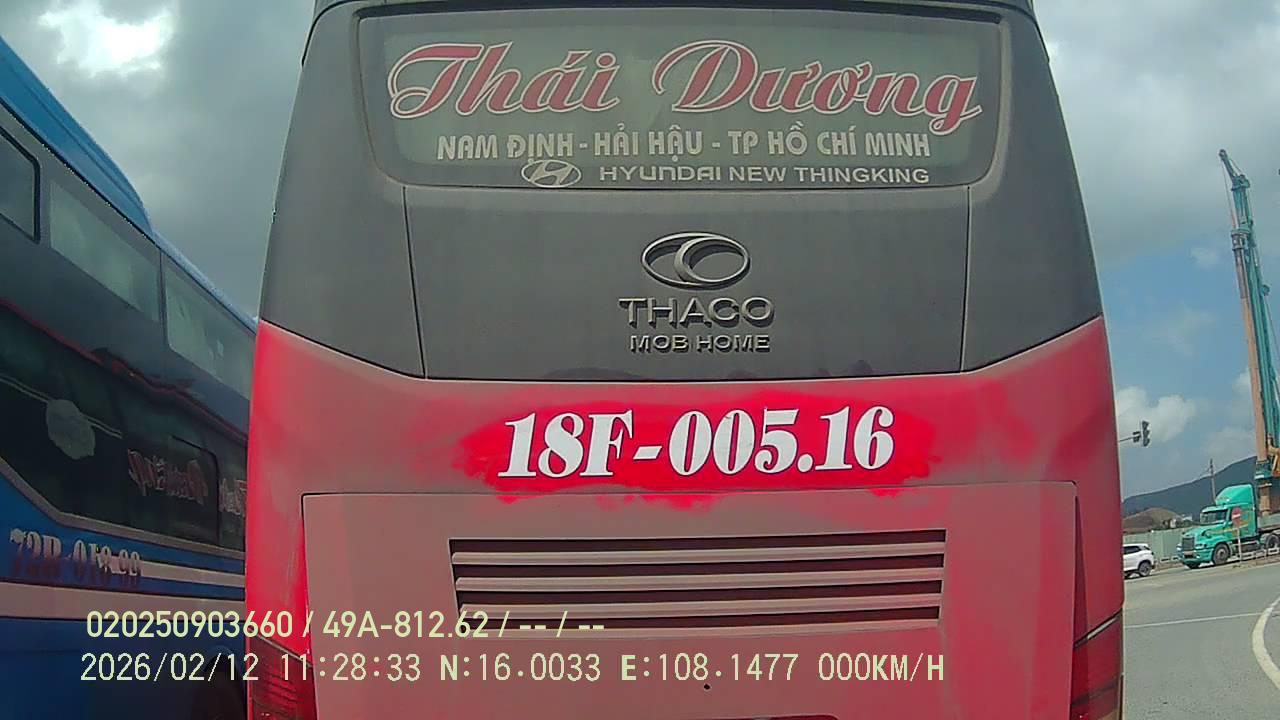 Thái Dương
NAM ĐỊNH - HẢI HẬU - TP HỒ CHÍ MINH
HYUNDAI NEW THINGKING
THACO
MOB HOME
18F-005.16
020250903660 / 49A-812.62 / -- / --
2026/02/12 11:28:33 N:16.0033 E:108.1477 000KM/H